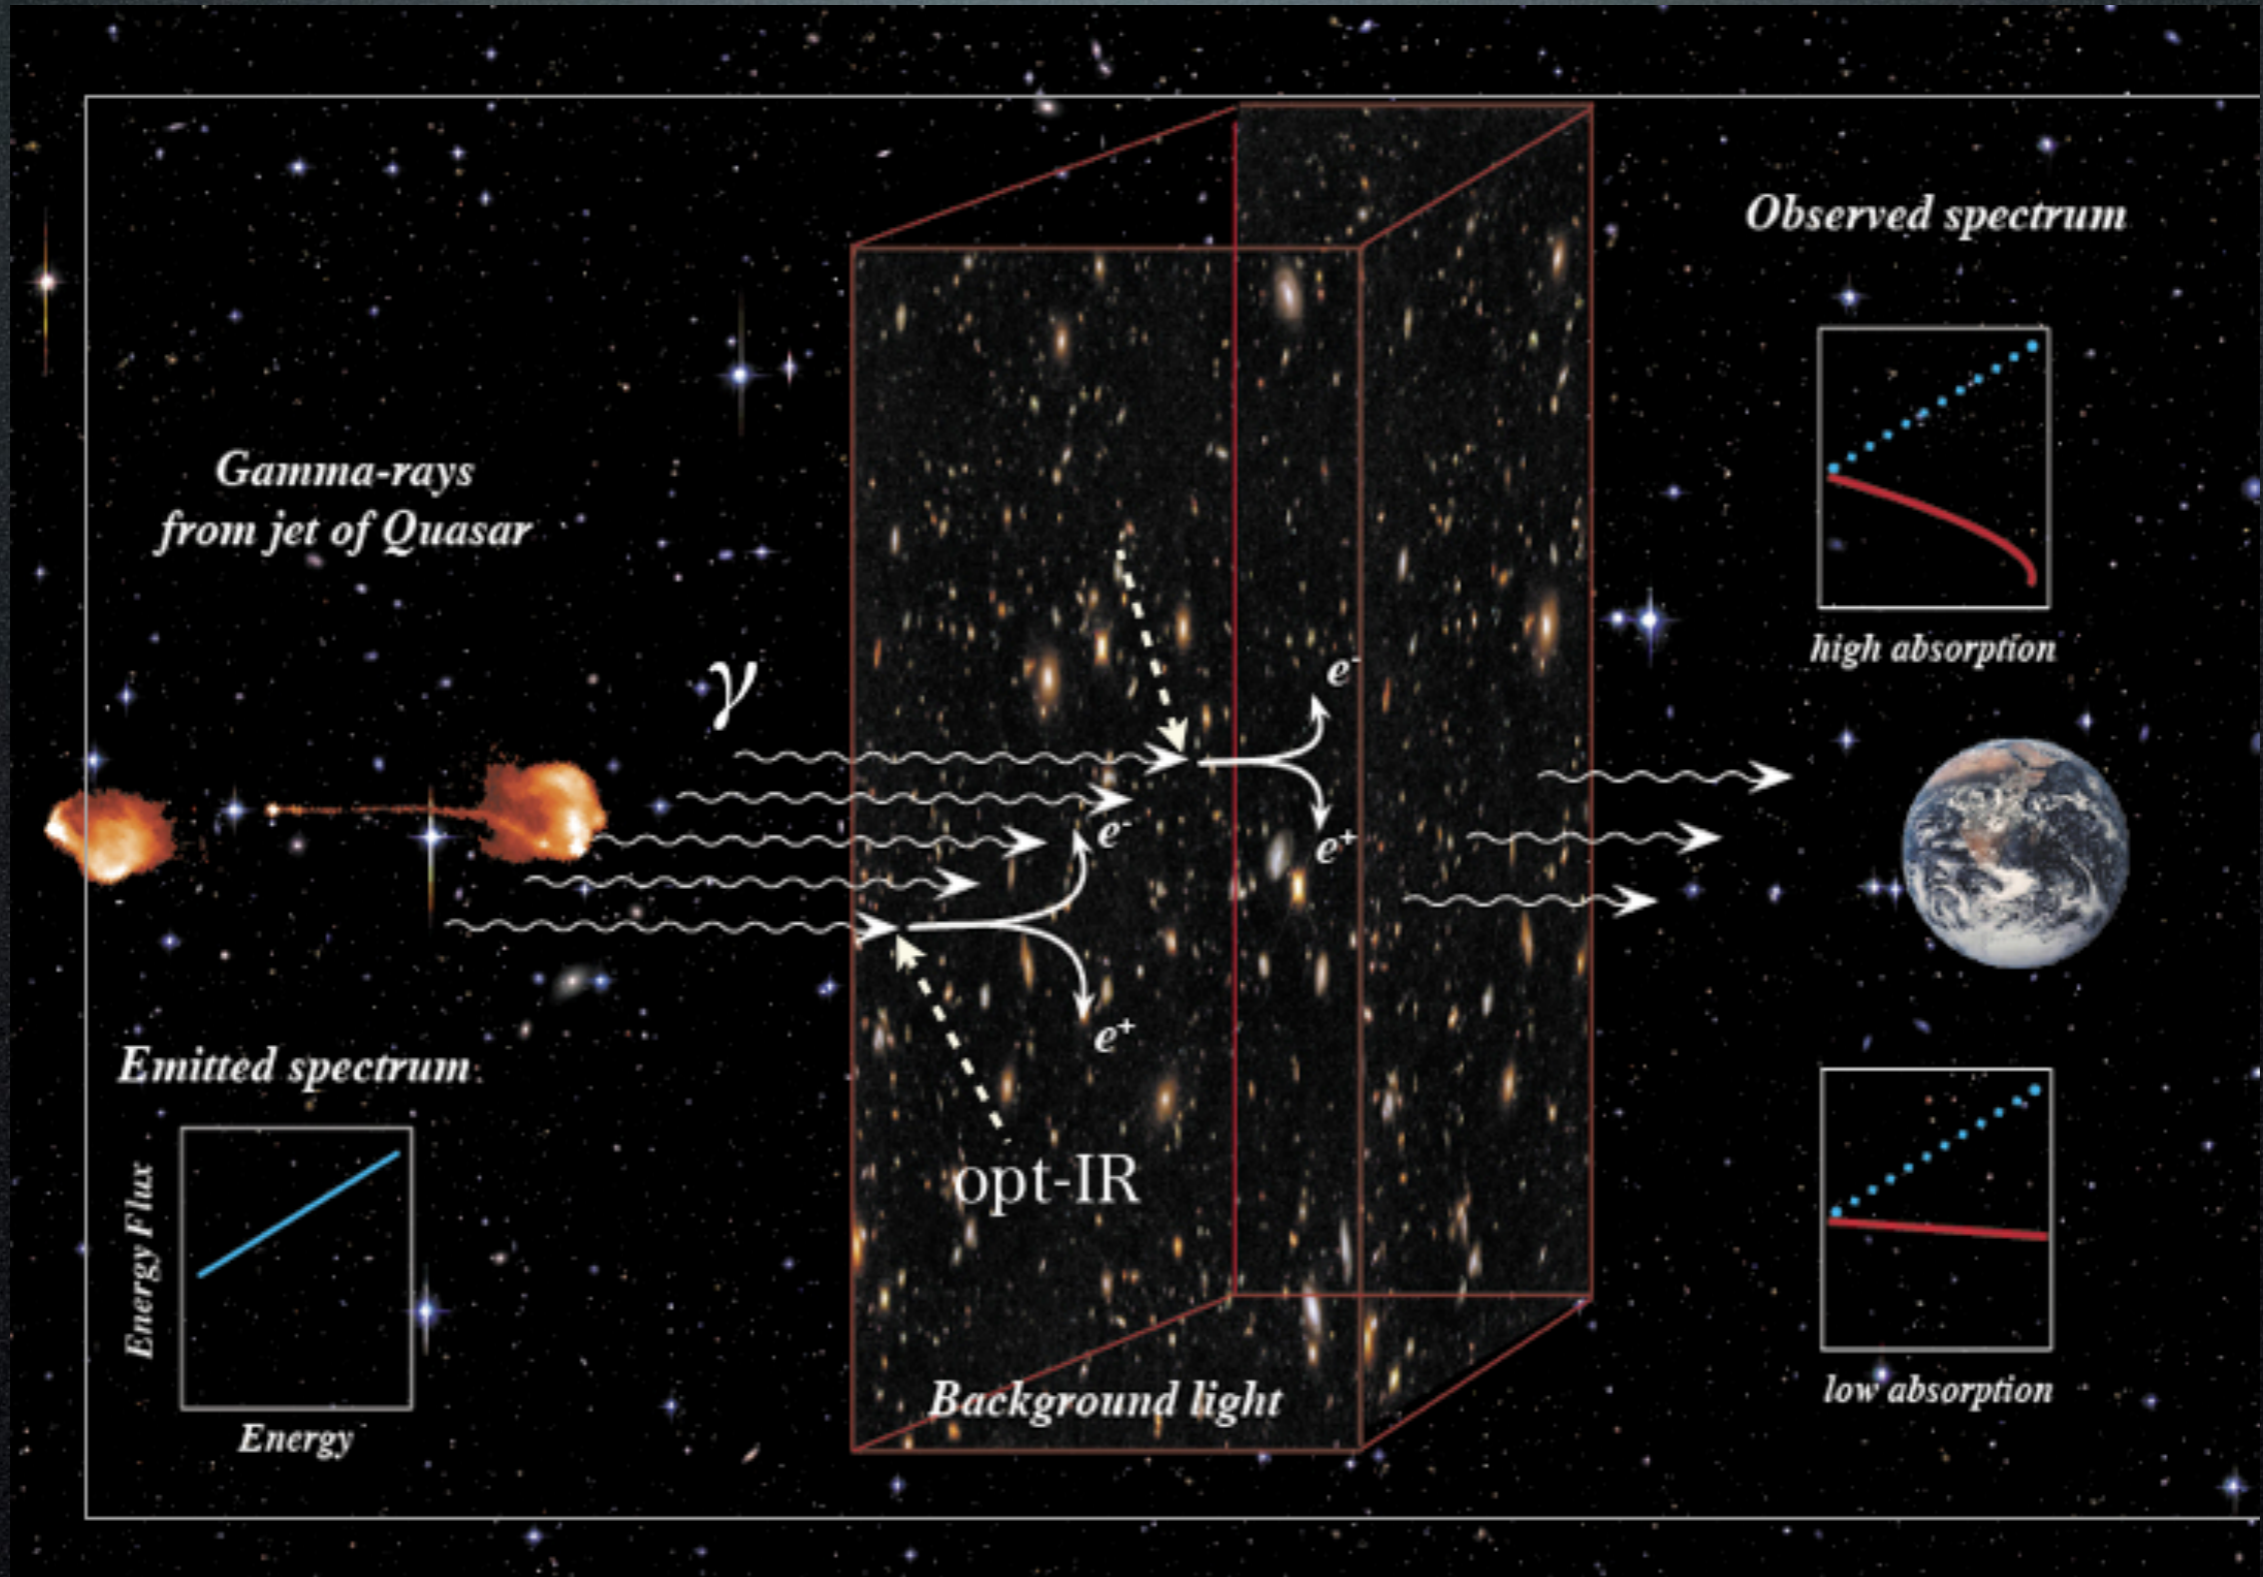 Observed spectrum
Gamma-rays
from jet of Quasar
high absorption
γ
e⁻
e⁺
e⁻
e⁺
Emitted spectrum
Energy Flux
Energy
opt-IR
Background light
low absorption